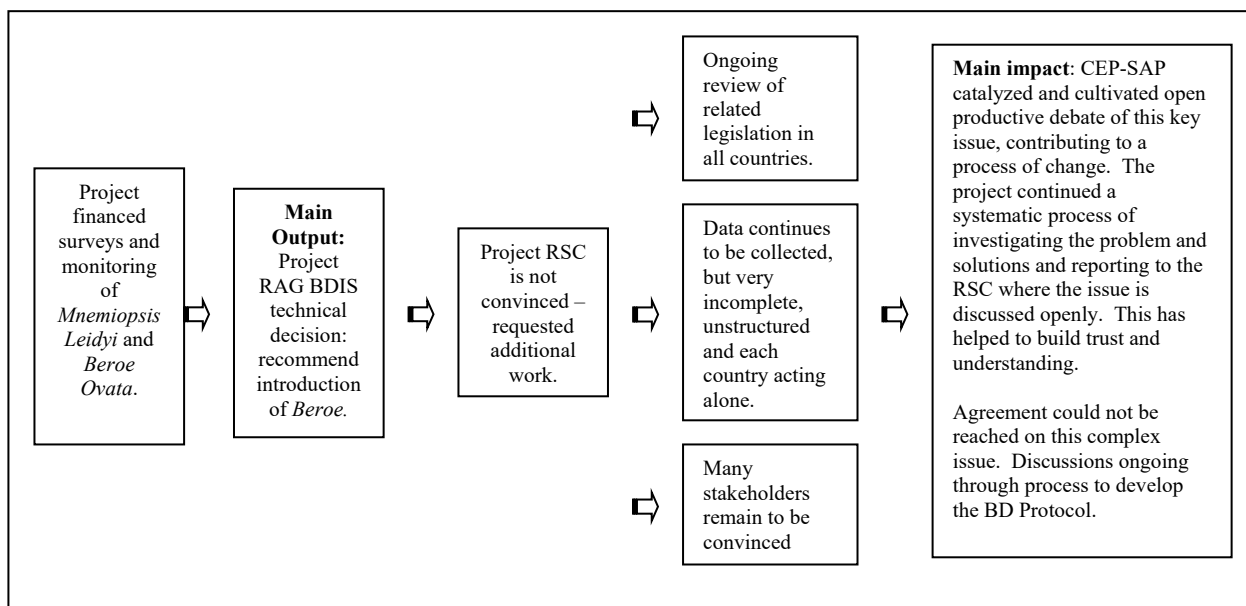 Project
financed
surveys and
monitoring
of
Mnemiopsis
Leidyi and
Beroe
Ovata.
Main
Output:
Project
RAG BDIS
technical
decision:
recommend
introduction
of Beroe.
Project RSC
is not
convinced –
requested
additional
work.
Ongoing
review of
related
legislation in
all countries.
Data continues
to be collected,
but very
incomplete,
unstructured
and each
country acting
alone.
Many
stakeholders
remain to be
convinced
Main impact: CEP-SAP
catalyzed and cultivated open
productive debate of this key
issue, contributing to a
process of change. The
project continued a
systematic process of
investigating the problem and
solutions and reporting to the
RSC where the issue is
discussed openly. This has
helped to build trust and
understanding.
Agreement could not be
reached on this complex
issue. Discussions ongoing
through process to develop
the BD Protocol.